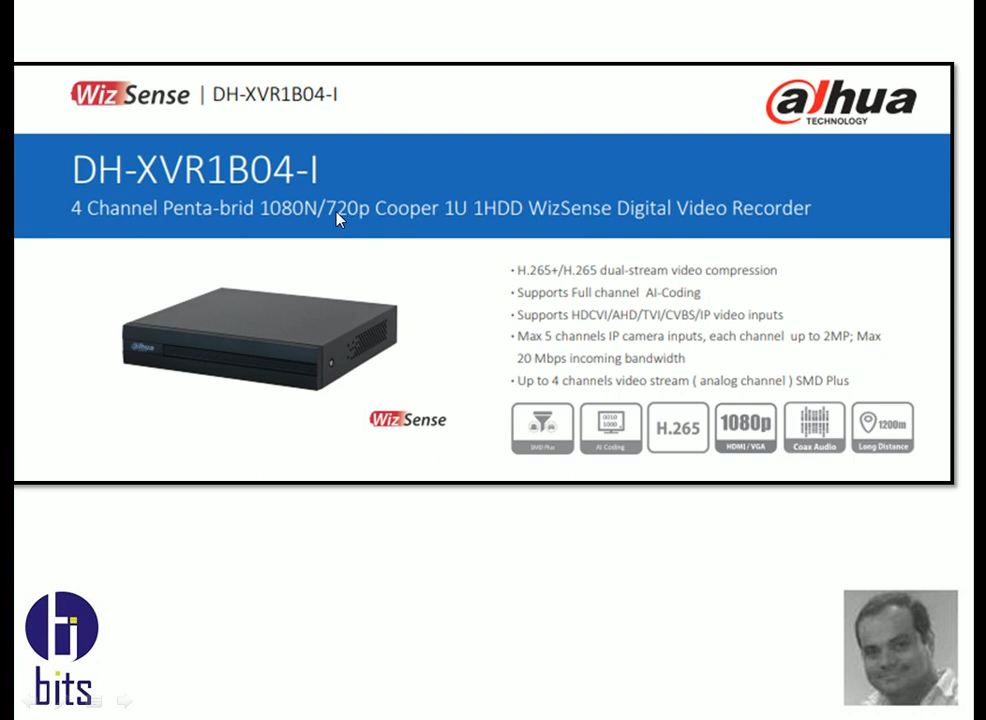 WizSense | DH-XVR1B04-I
alhua
TECHNOLOGY
DH-XVR1B04-I
4 Channel Penta-brid 1080N/720p Cooper 1U 1HDD WizSense Digital Video Recorder
• H.265+/H.265 dual-stream video compression
• Supports Full channel AI-Coding
• Supports HDCVI/AHD/TVI/CVBS/IP video inputs
• Max 5 channels IP camera inputs, each channel up to 2MP; Max
20 Mbps incoming bandwidth
• Up to 4 channels video stream ( analog channel ) SMD Plus
alhua
WizSense
SMD Plus
0010
1000
AI Coding
H.265
1080p
HDMI / VGA
Coax Audio
1200m
Long Distance
bits